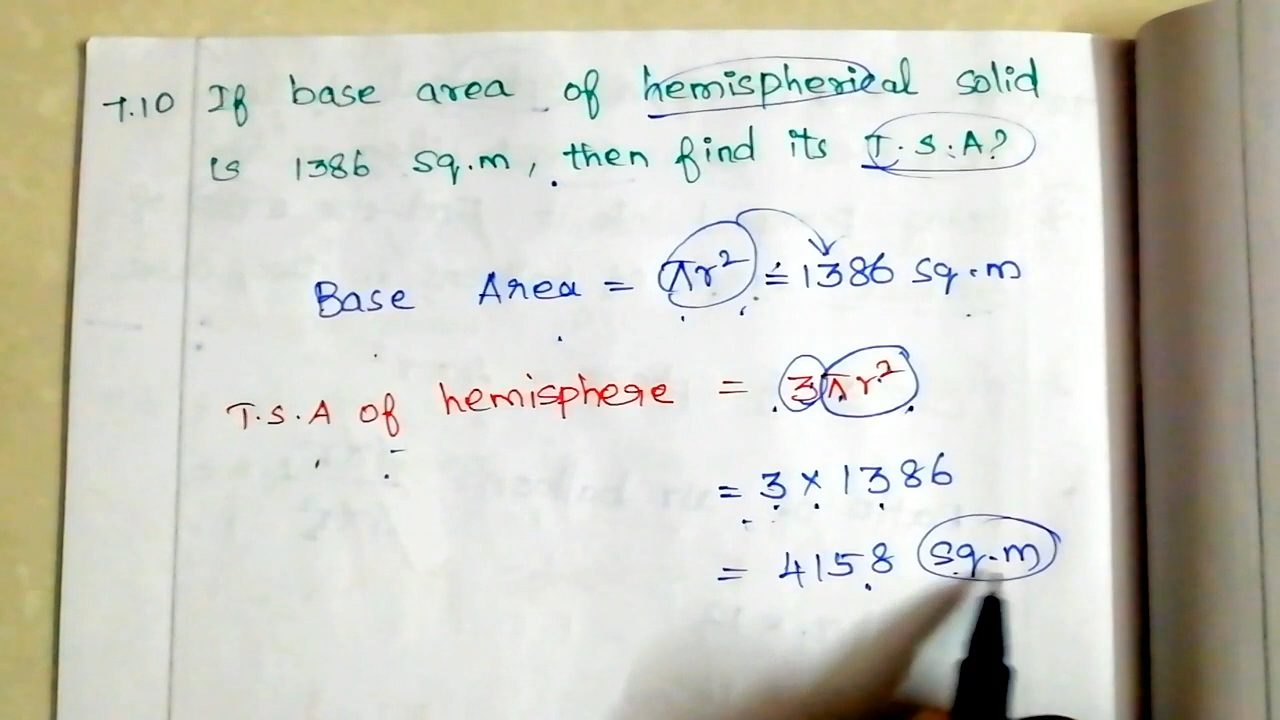 7.10 If base area of hemispherical solid
is 1386 sq.m, then find its T.S.A?
Base Area = πr² = 1386 sq.m
T.S.A of hemisphere = 3πr²
= 3 × 1386
= 4158 sq.m